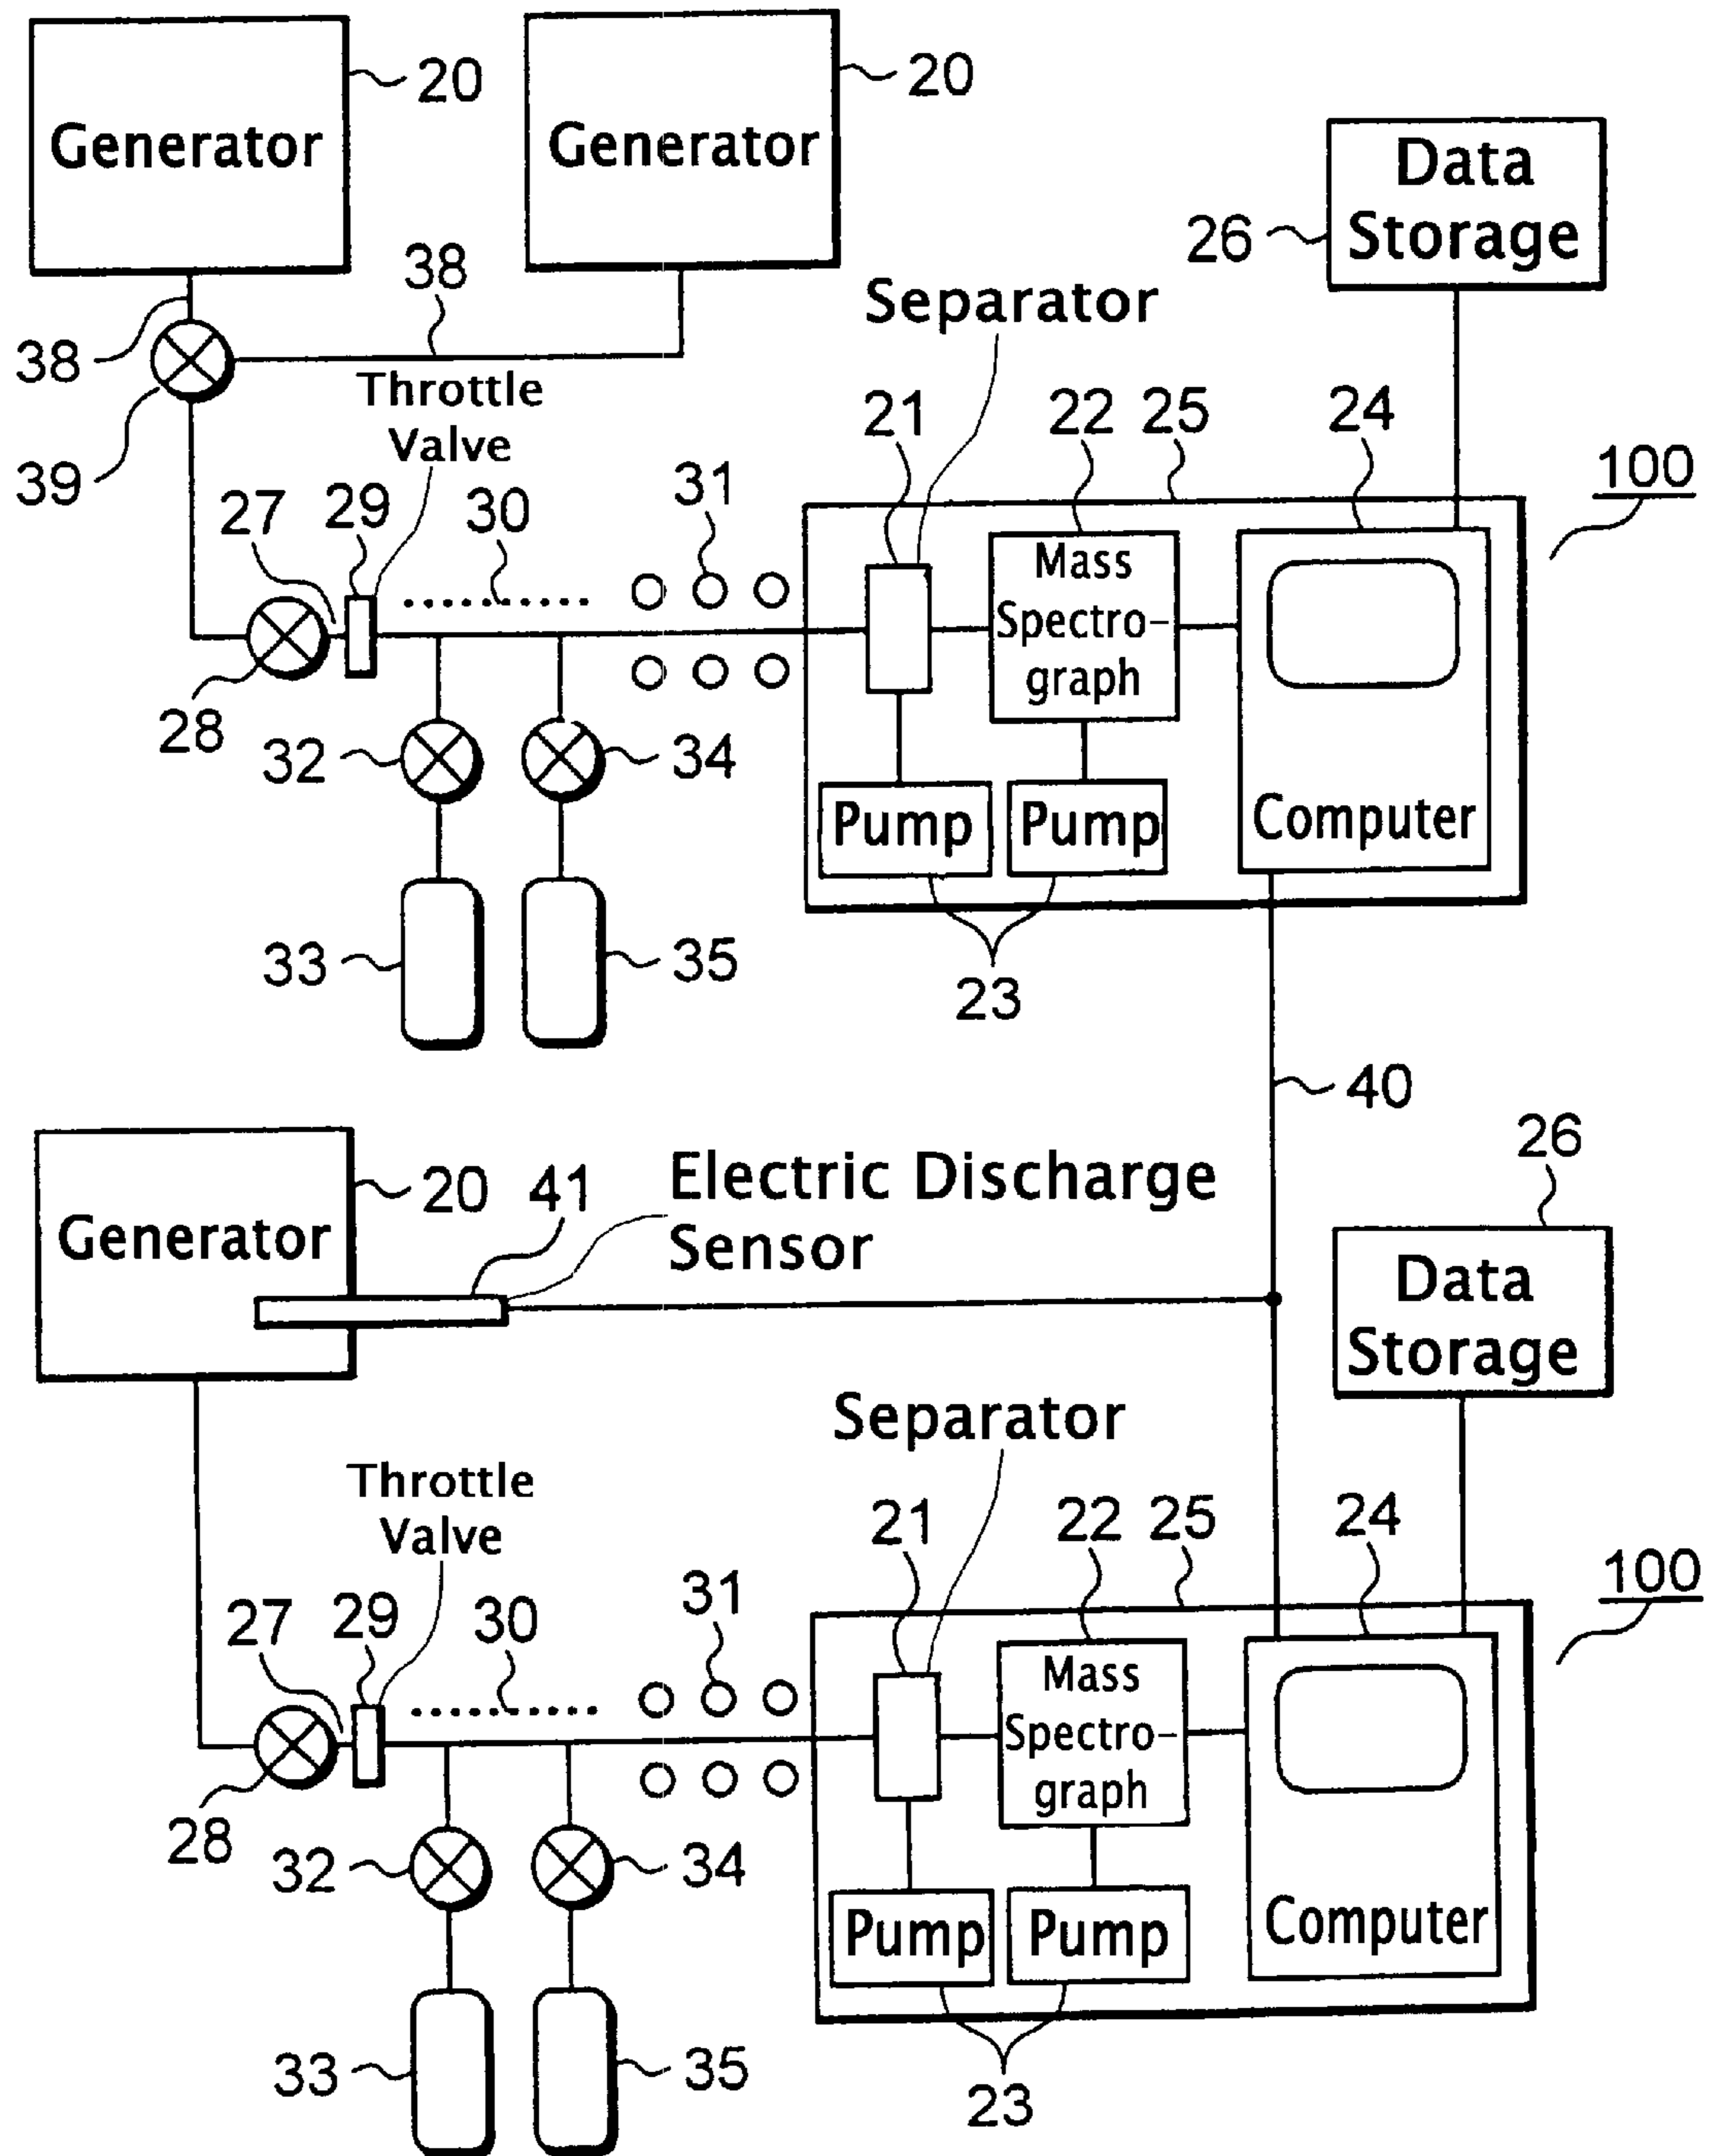 20
20
Generator
Generator
Data
Storage
26
38
Separator
38
Throttle
Valve
39
21
22
25
24
100
27
29
30
31
Mass
Spectro-
graph
28
32
34
Pump
Pump
Computer
33
35
23
40
20
41
Electric Discharge
Sensor
26
Generator
Data
Storage
Separator
Throttle
Valve
21
22
25
24
100
27
29
30
31
Mass
Spectro-
graph
28
32
34
Pump
Pump
Computer
33
35
23